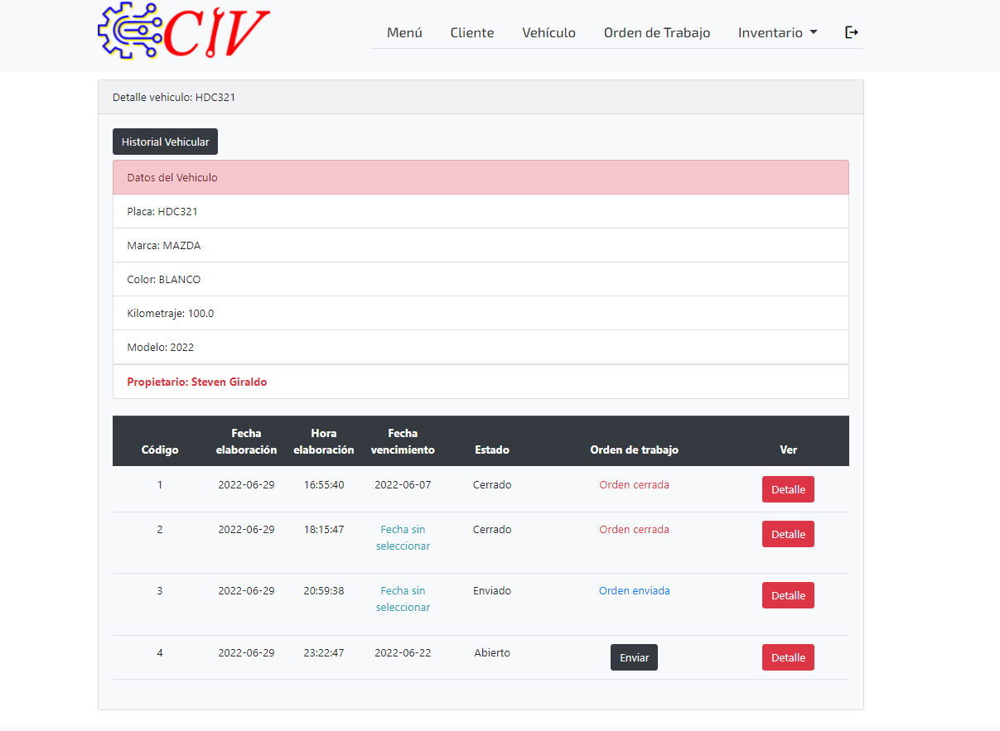 CIV
Menú Cliente Vehículo Orden de Trabajo Inventario
Detalle vehiculo: HDC321
Historial Vehicular
Datos del Vehiculo
Placa: HDC321
Marca: MAZDA
Color: BLANCO
Kilometraje: 100.0
Modelo: 2022
Propietario: Steven Giraldo
Código Fecha elaboración Hora elaboración Fecha vencimiento Estado Orden de trabajo Ver
1 2022-06-29 16:55:40 2022-06-07 Cerrado Orden cerrada Detalle
2 2022-06-29 18:15:47 Fecha sin seleccionar Cerrado Orden cerrada Detalle
3 2022-06-29 20:59:38 Fecha sin seleccionar Enviado Orden enviada Detalle
4 2022-06-29 23:22:47 2022-06-22 Abierto Enviar Detalle